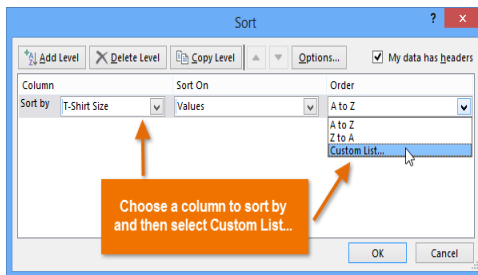 Sort
? ×
Add Level Delete Level Copy Level Options... My data has headers
Column Sort On Order
Sort by T-Shirt Size Values A to Z
A to Z
Z to A
Custom List...
Choose a column to sort by
and then select Custom List...
OK Cancel